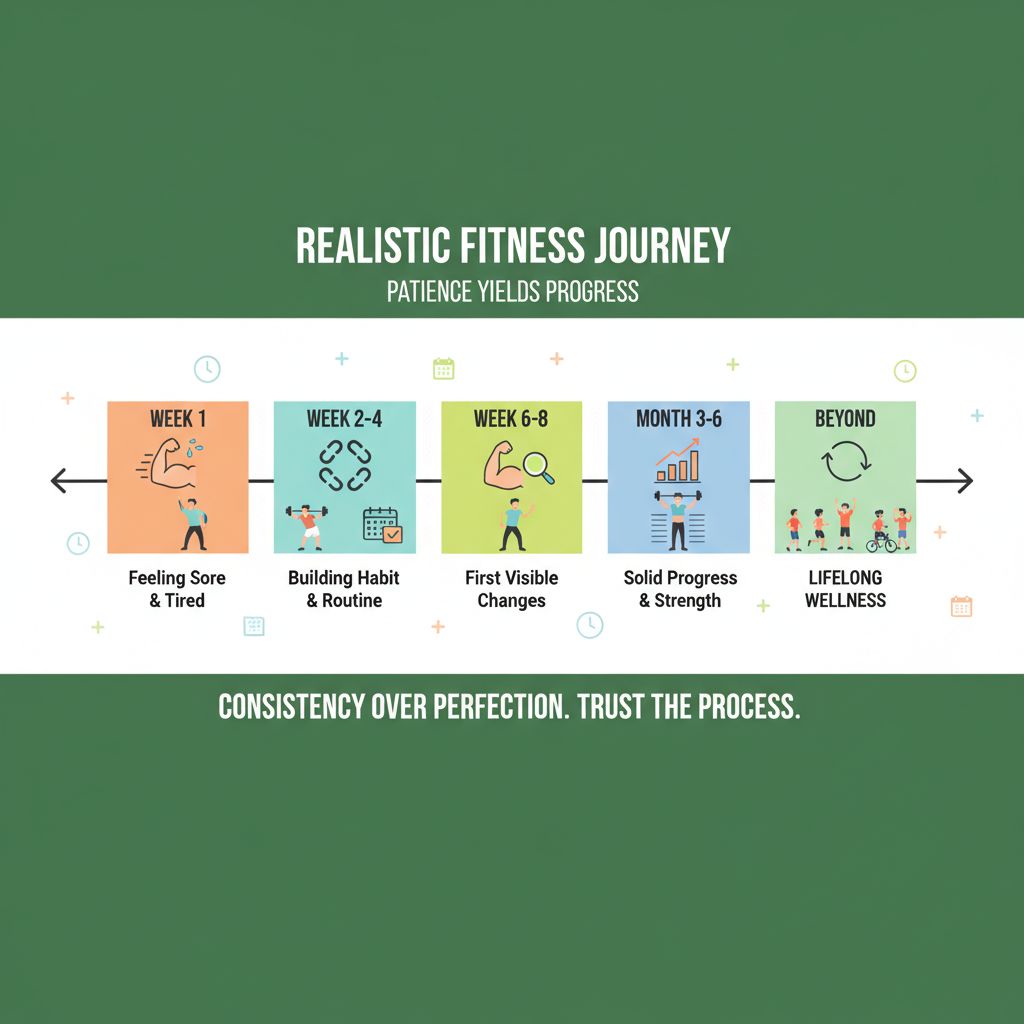 REALISTIC FITNESS JOURNEY
PATIENCE YIELDS PROGRESS
WEEK 1
Feeling Sore
& Tired
WEEK 2-4
Building Habit
& Routine
WEEK 6-8
First Visible
Changes
MONTH 3-6
Solid Progress
& Strength
BEYOND
LIFELONG
WELLNESS
CONSISTENCY OVER PERFECTION. TRUST THE PROCESS.